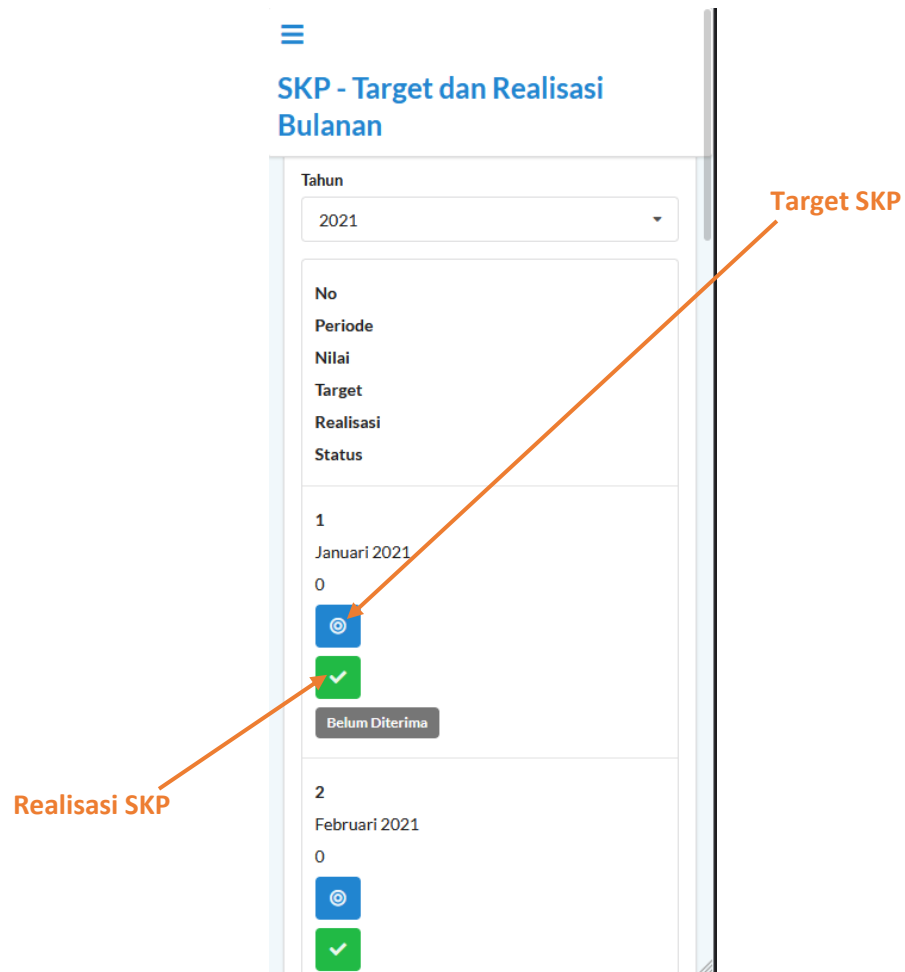 SKP - Target dan Realisasi
Bulanan
Tahun
2021
Target SKP
No
Periode
Nilai
Target
Realisasi
Status
1
Januari 2021
0
Belum Diterima
Realisasi SKP
2
Februari 2021
0